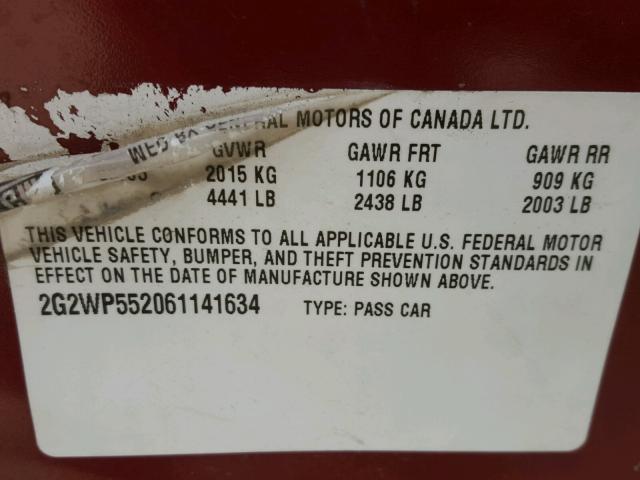 GENERAL MOTORS OF CANADA LTD.
GVWR GAWR FRT GAWR RR
2015 KG 1106 KG 909 KG
4441 LB 2438 LB 2003 LB
THIS VEHICLE CONFORMS TO ALL APPLICABLE U.S. FEDERAL MOTOR
VEHICLE SAFETY, BUMPER, AND THEFT PREVENTION STANDARDS IN
EFFECT ON THE DATE OF MANUFACTURE SHOWN ABOVE.
2G2WP552061141634 TYPE: PASS CAR